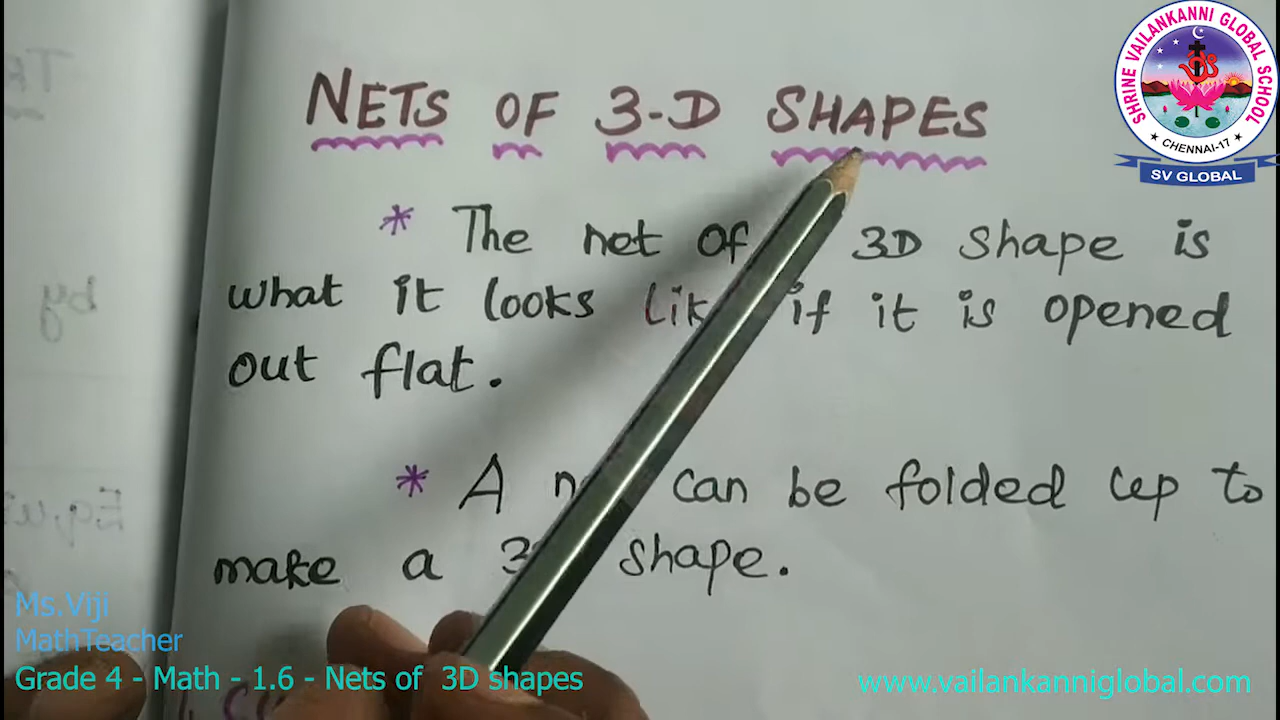 NETS OF 3-D SHAPES
* The net of 3D shape is
what it looks if it is opened
out flat.
* A can be folded up to
make a shape.
Ms.Viji
MathTeacher
Grade 4 - Math - 1.6 - Nets of 3D shapes
www.vailankanniglobal.com
SHRINE VAILANKANNI GLOBAL SCHOOL
★ CHENNAI-17 ★
SV GLOBAL
by